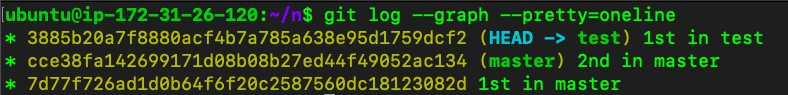 ubuntu@ip-172-31-26-120:~/n$ git log --graph --pretty=oneline
* 3885b20a7f8880acf4b7a785a638e95d1759dcf2 (HEAD -> test) 1st in test
* cce38fa142699171d08b08b27ed44f49052ac134 (master) 2nd in master
* 7d77f726ad1d0b64f6f20c2587560dc18123082d 1st in master